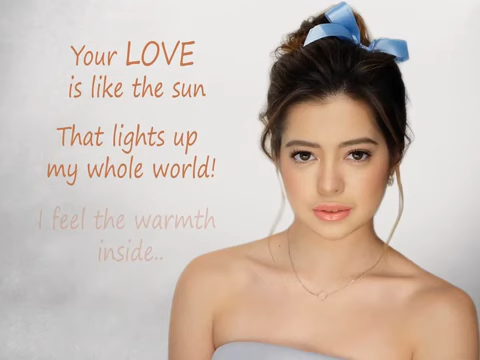 Your LOVE
is like the sun
That lights up
my whole world!
I feel the warmth
inside..